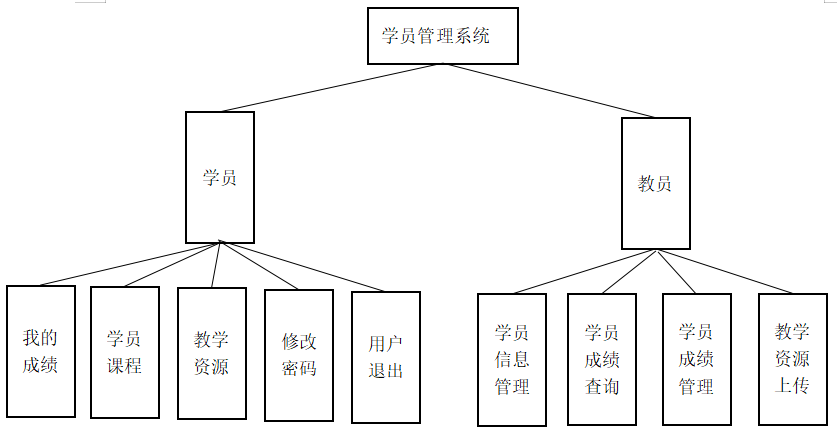 学员管理系统
学员
教员
我的
成绩
学员
课程
教学
资源
修改
密码
用户
退出
学员
信息
管理
学员
成绩
查询
学员
成绩
管理
教学
资源
上传